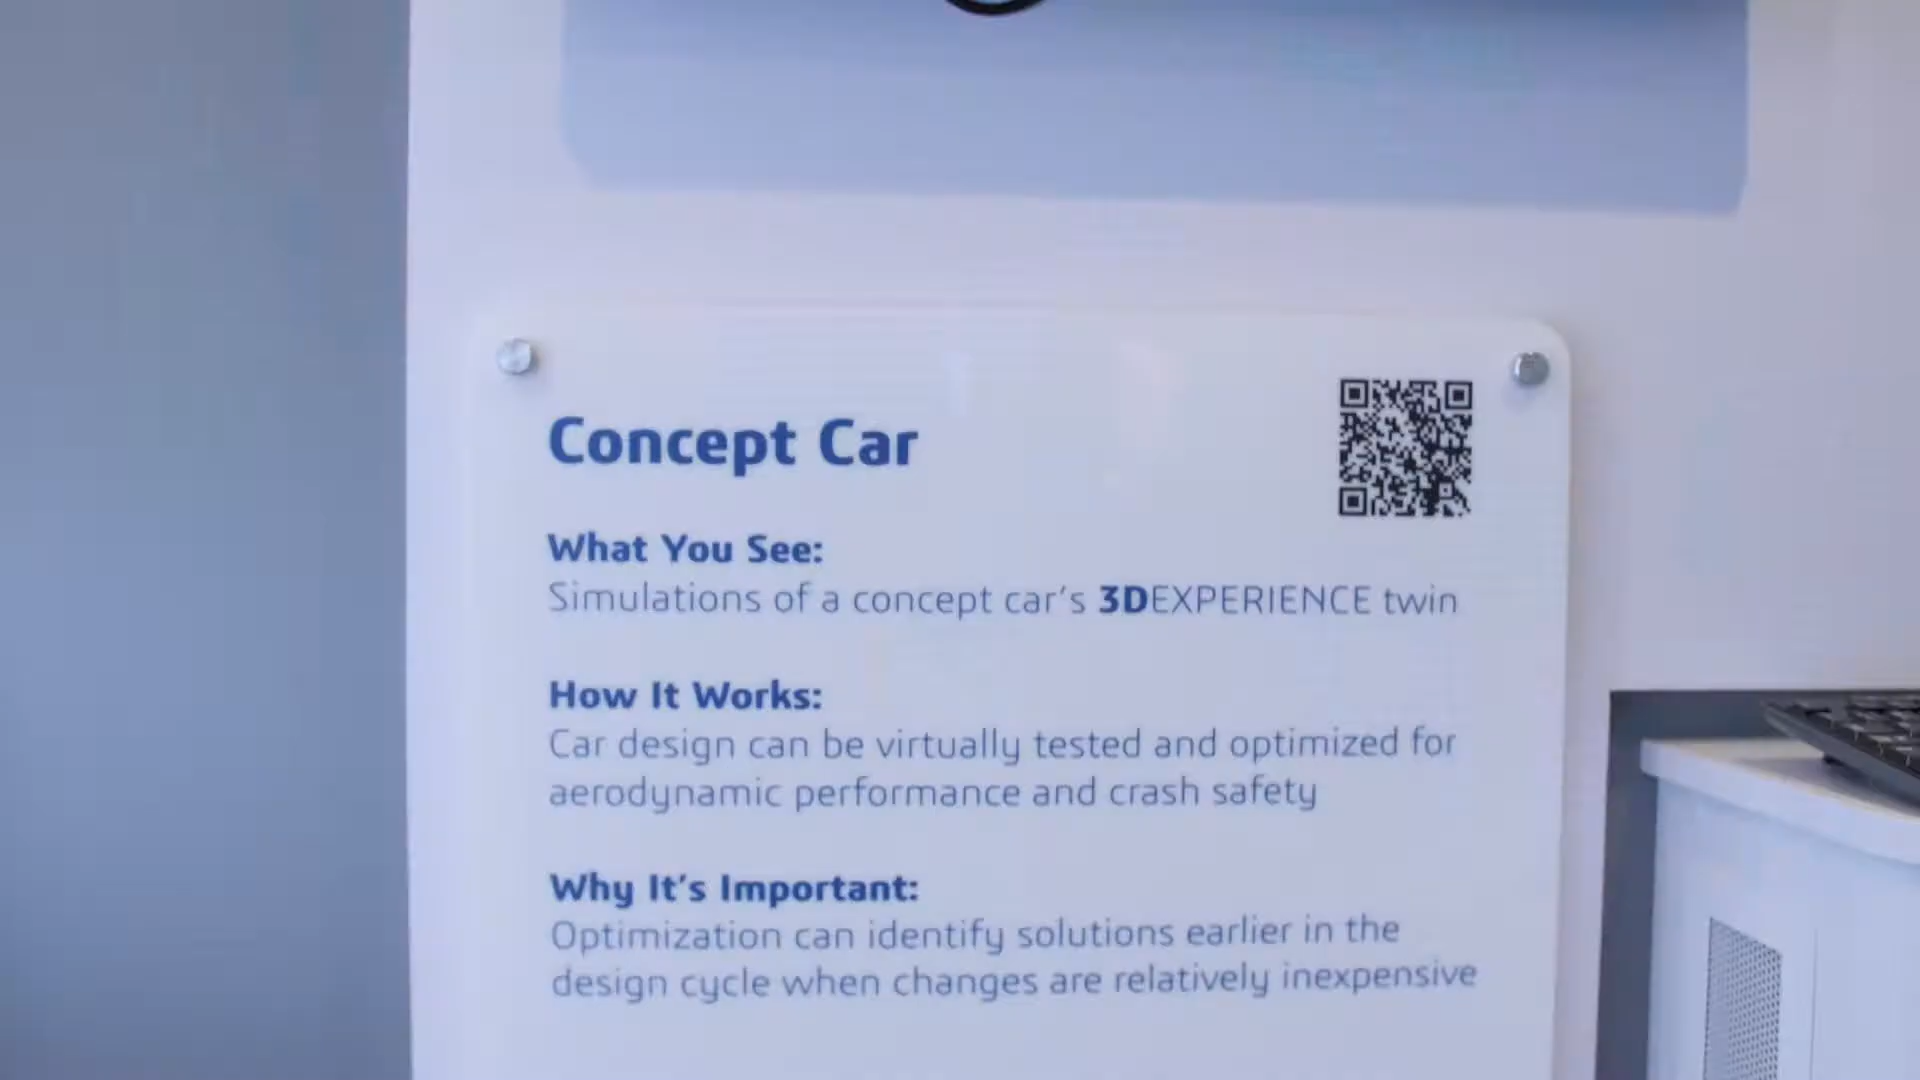 Concept Car
What You See:
Simulations of a concept car's 3DEXPERIENCE twin
How It Works:
Car design can be virtually tested and optimized for
aerodynamic performance and crash safety
Why It's Important:
Optimization can identify solutions earlier in the
design cycle when changes are relatively inexpensive